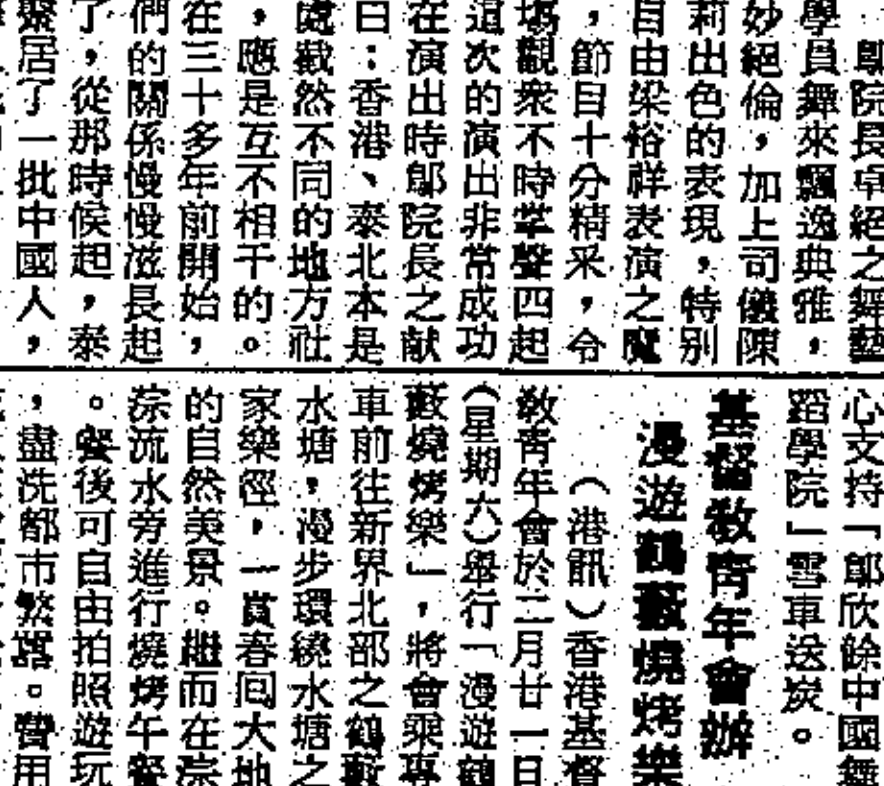 鄔院長卓絕之舞藝
學員舞來飄逸典雅,
妙絕倫,加上司儀陳
莉出色的表現,特別
自由梁裕祥表演之魔
,節目十分精采,令
場觀衆不時掌聲四起
這次的演出非常成功
在演出時鄔院長之献
曰:香港、泰北本是
處截然不同的地方社
,應是互不相干的。
在三十多年前開始,
們的關係慢慢滋長起
了,從那時候起,泰
聚居了一批中國人,
心支持「鄔欣餘中國舞
蹈學院」雪車送炭。
基督敎靑年會辦
漫遊鶴藪燒烤樂
(港訊)香港基督
敎靑年會於二月廿一日
(星期六)舉行「漫遊鶴
藪燒烤樂」,將會乘專
車前往新界北部之鶴藪
水塘,漫步環繞水塘之
家樂徑,一賞春囘大地
的自然美景。繼而在淙
淙流水旁進行燒烤午餐
。餐後可自由拍照遊玩
,盡洗都市繁囂。費用